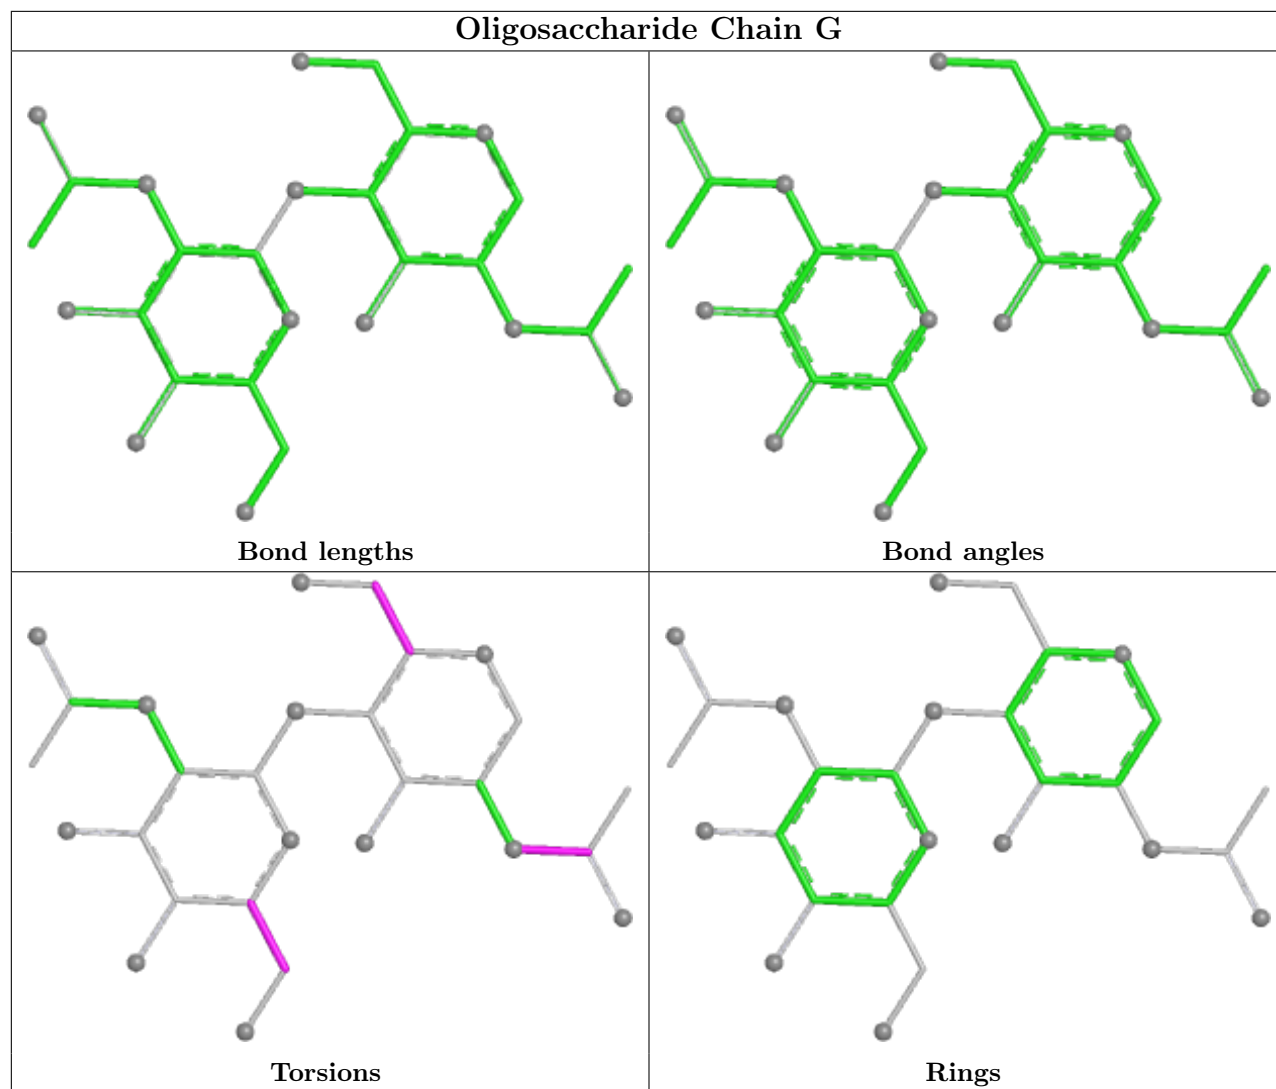 Oligosaccharide Chain G
Bond lengths
Bond angles
Torsions
Rings